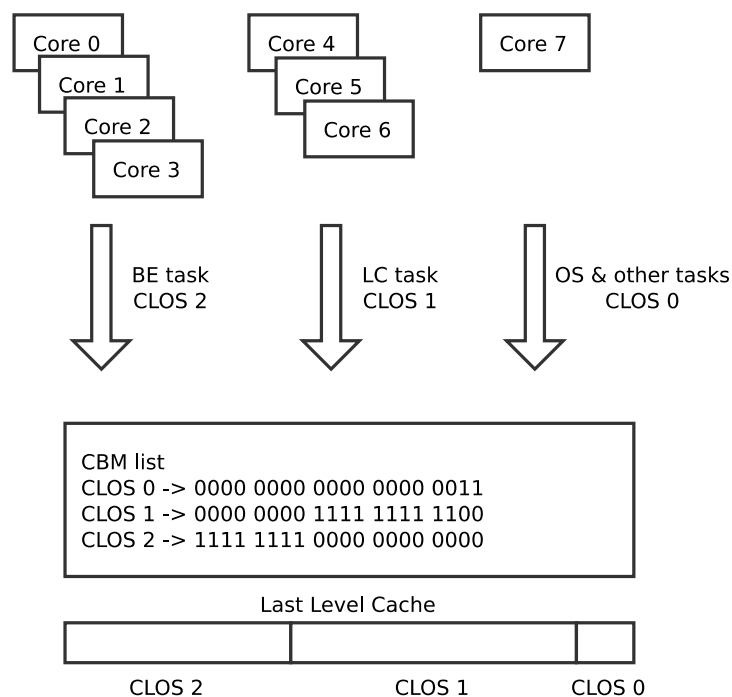 Core 0
Core 1
Core 2
Core 3
Core 4
Core 5
Core 6
Core 7
BE task
CLOS 2
LC task
CLOS 1
OS & other tasks
CLOS 0
CBM list
CLOS 0 -> 0000 0000 0000 0000 0011
CLOS 1 -> 0000 0000 1111 1111 1100
CLOS 2 -> 1111 1111 0000 0000 0000
Last Level Cache
CLOS 2
CLOS 1
CLOS 0